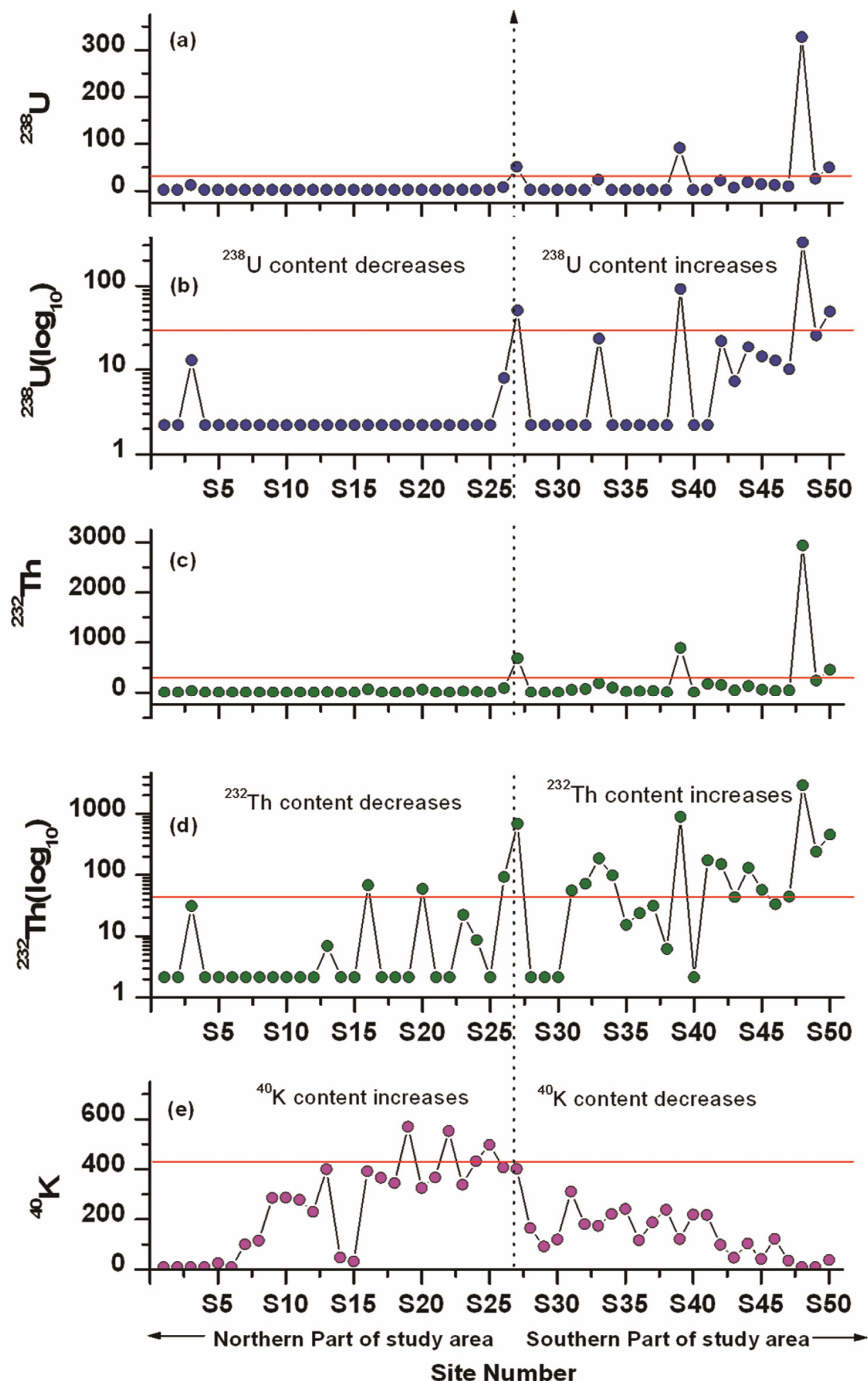 (a)
300
200
100
0
²³⁸U
(b)
²³⁸U content decreases
²³⁸U content increases
100
10
1
²³⁸U(log₁₀)
S5 S10 S15 S20 S25 S30 S35 S40 S45 S50
(c)
3000
2000
1000
0
²³²Th
(d)
²³²Th content decreases
²³²Th content increases
1000
100
10
1
²³²Th(log₁₀)
S5 S10 S15 S20 S25 S30 S35 S40 S45 S50
(e)
⁴⁰K content increases
⁴⁰K content decreases
600
400
200
0
⁴⁰K
S5 S10 S15 S20 S25 S30 S35 S40 S45 S50
Northern Part of study area
Southern Part of study area
Site Number